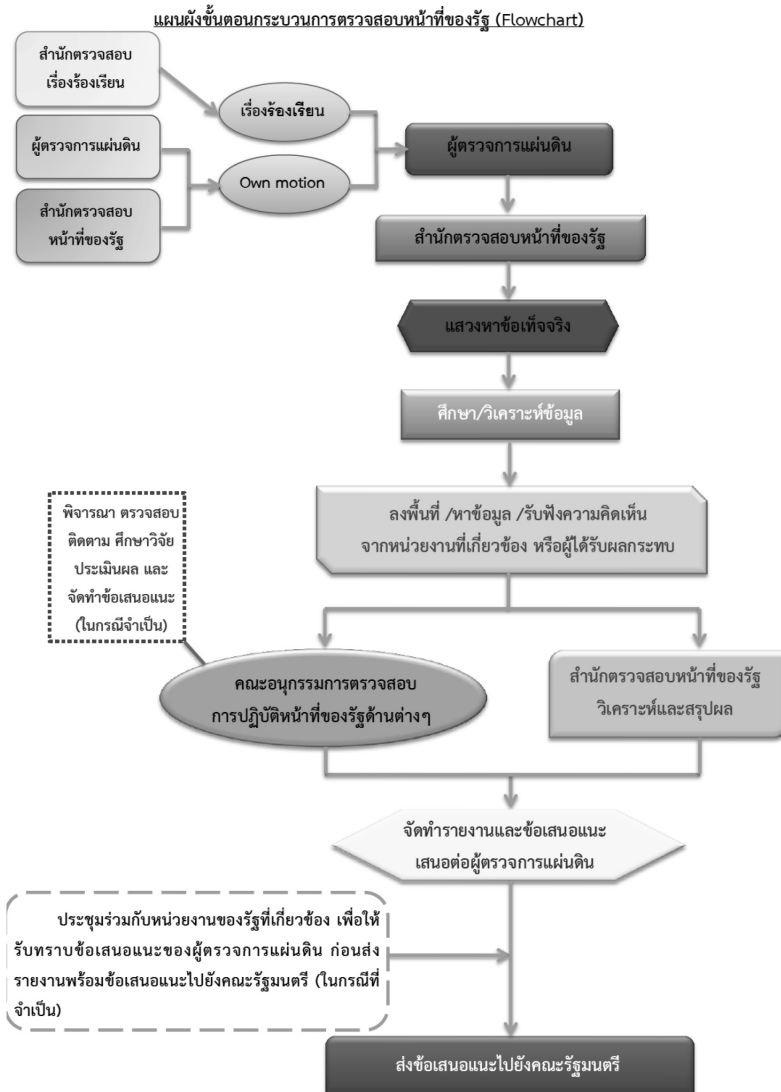 แผนผังขั้นตอนกระบวนการตรวจสอบหน้าที่ของรัฐ (Flowchart)
สำนักตรวจสอบ
เรื่องร้องเรียน
เรื่องร้องเรียน
ผู้ตรวจการแผ่นดิน
Own motion
สำนักตรวจสอบ
หน้าที่ของรัฐ
ผู้ตรวจการแผ่นดิน
สำนักตรวจสอบหน้าที่ของรัฐ
แสวงหาข้อเท็จจริง
ศึกษา/วิเคราะห์ข้อมูล
ลงพื้นที่ /หาข้อมูล /รับฟังความคิดเห็น
จากหน่วยงานที่เกี่ยวข้อง หรือผู้ได้รับผลกระทบ
พิจารณา ตรวจสอบ
ติดตาม ศึกษาวิจัย
ประเมินผล และ
จัดทำข้อเสนอแนะ
(ในกรณีจำเป็น)
คณะอนุกรรมการตรวจสอบ
การปฏิบัติหน้าที่ของรัฐด้านต่างๆ
สำนักตรวจสอบหน้าที่ของรัฐ
วิเคราะห์และสรุปผล
จัดทำรายงานและข้อเสนอแนะ
เสนอต่อผู้ตรวจการแผ่นดิน
ประชุมร่วมกับหน่วยงานของรัฐที่เกี่ยวข้อง เพื่อให้
รับทราบข้อเสนอแนะของผู้ตรวจการแผ่นดิน ก่อนส่ง
รายงานพร้อมข้อเสนอแนะไปยังคณะรัฐมนตรี (ในกรณีที่
จำเป็น)
ส่งข้อเสนอแนะไปยังคณะรัฐมนตรี